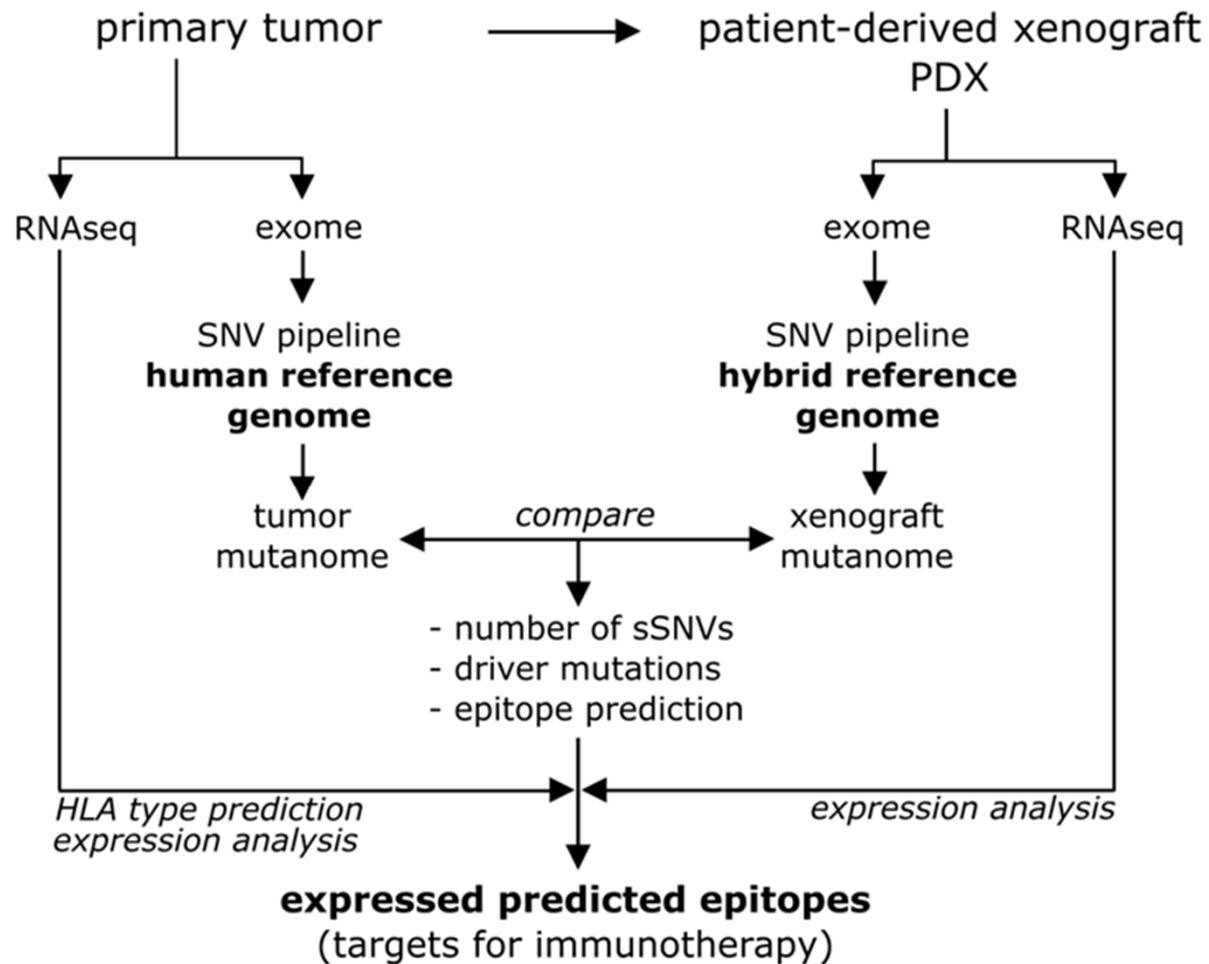 primary tumor
patient-derived xenograft
PDX
RNAseq
exome
exome
RNAseq
SNV pipeline
human reference
genome
SNV pipeline
hybrid reference
genome
tumor
mutanome
compare
xenograft
mutanome
- number of sSNVs
- driver mutations
- epitope prediction
HLA type prediction
expression analysis
expression analysis
expressed predicted epitopes
(targets for immunotherapy)